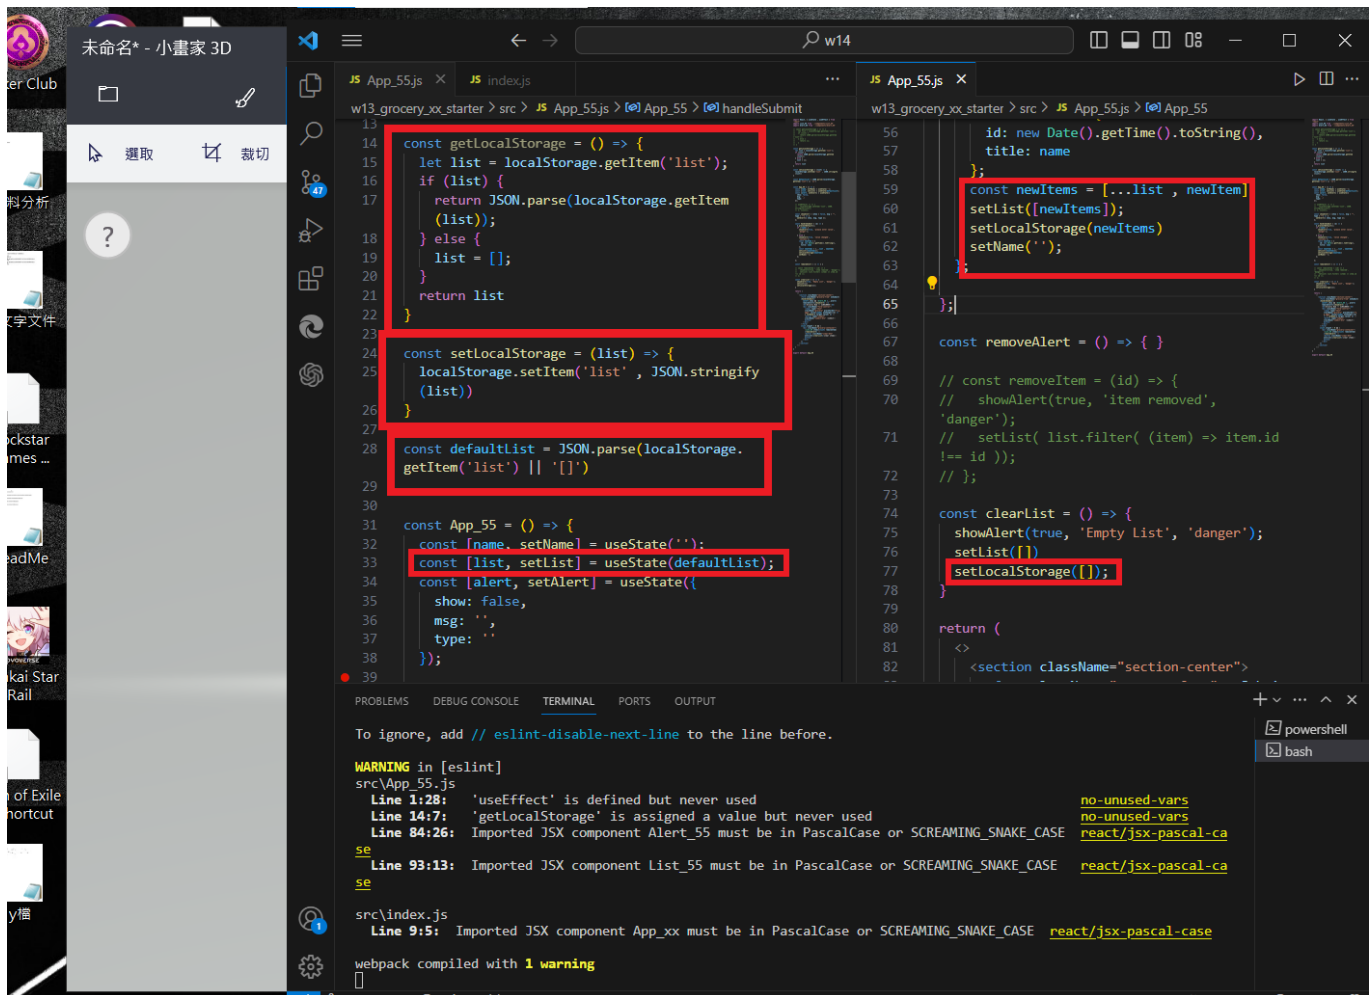 未命名* - 小畫家 3D
選取
裁切
?
er Club
料分析
文字文件
ockstar
mes ...
eadMe
kai Star
Rail
of Exile
hortcut
y檔
w14
JS App_55.js
JS index.js
w13_grocery_xx_starter > src > JS App_55.js > App_55 > handleSubmit
13
14 const getLocalStorage = () => {
15 let list = localStorage.getItem('list');
16 if (list) {
17 return JSON.parse(localStorage.getItem
(list));
18 } else {
19 list = [];
20 }
21 return list
22 }
23
24 const setLocalStorage = (list) => {
25 localStorage.setItem('list' , JSON.stringify
(list))
26 }
27
28 const defaultList = JSON.parse(localStorage.
getItem('list') || '[]')
29
30
31 const App_55 = () => {
32 const [name, setName] = useState('');
33 const [list, setList] = useState(defaultList);
34 const [alert, setAlert] = useState({
35 show: false,
36 msg: '',
37 type: ''
38 });
39
JS App_55.js
w13_grocery_xx_starter > src > JS App_55.js > App_55
56 id: new Date().getTime().toString(),
57 title: name
58 };
59 const newItems = [...list , newItem]
60 setList([newItems]);
61 setLocalStorage(newItems)
62 setName('');
63 };
64
65 };
66
67 const removeAlert = () => { }
68
69 // const removeItem = (id) => {
70 // showAlert(true, 'item removed',
'danger');
71 // setList( list.filter( (item) => item.id
!== id ));
72 // };
73
74 const clearList = () => {
75 showAlert(true, 'Empty List', 'danger');
76 setList([])
77 setLocalStorage([]);
78 }
79
80 return (
81 <>
82 <section className="section-center">
47
1
PROBLEMS DEBUG CONSOLE TERMINAL PORTS OUTPUT
powershell
bash
To ignore, add // eslint-disable-next-line to the line before.
WARNING in [eslint]
src\App_55.js
Line 1:28: 'useEffect' is defined but never used no-unused-vars
Line 14:7: 'getLocalStorage' is assigned a value but never used no-unused-vars
Line 84:26: Imported JSX component Alert_55 must be in PascalCase or SCREAMING_SNAKE_CASE react/jsx-pascal-ca
se
Line 93:13: Imported JSX component List_55 must be in PascalCase or SCREAMING_SNAKE_CASE react/jsx-pascal-ca
se
src\index.js
Line 9:5: Imported JSX component App_xx must be in PascalCase or SCREAMING_SNAKE_CASE react/jsx-pascal-case
webpack compiled with 1 warning